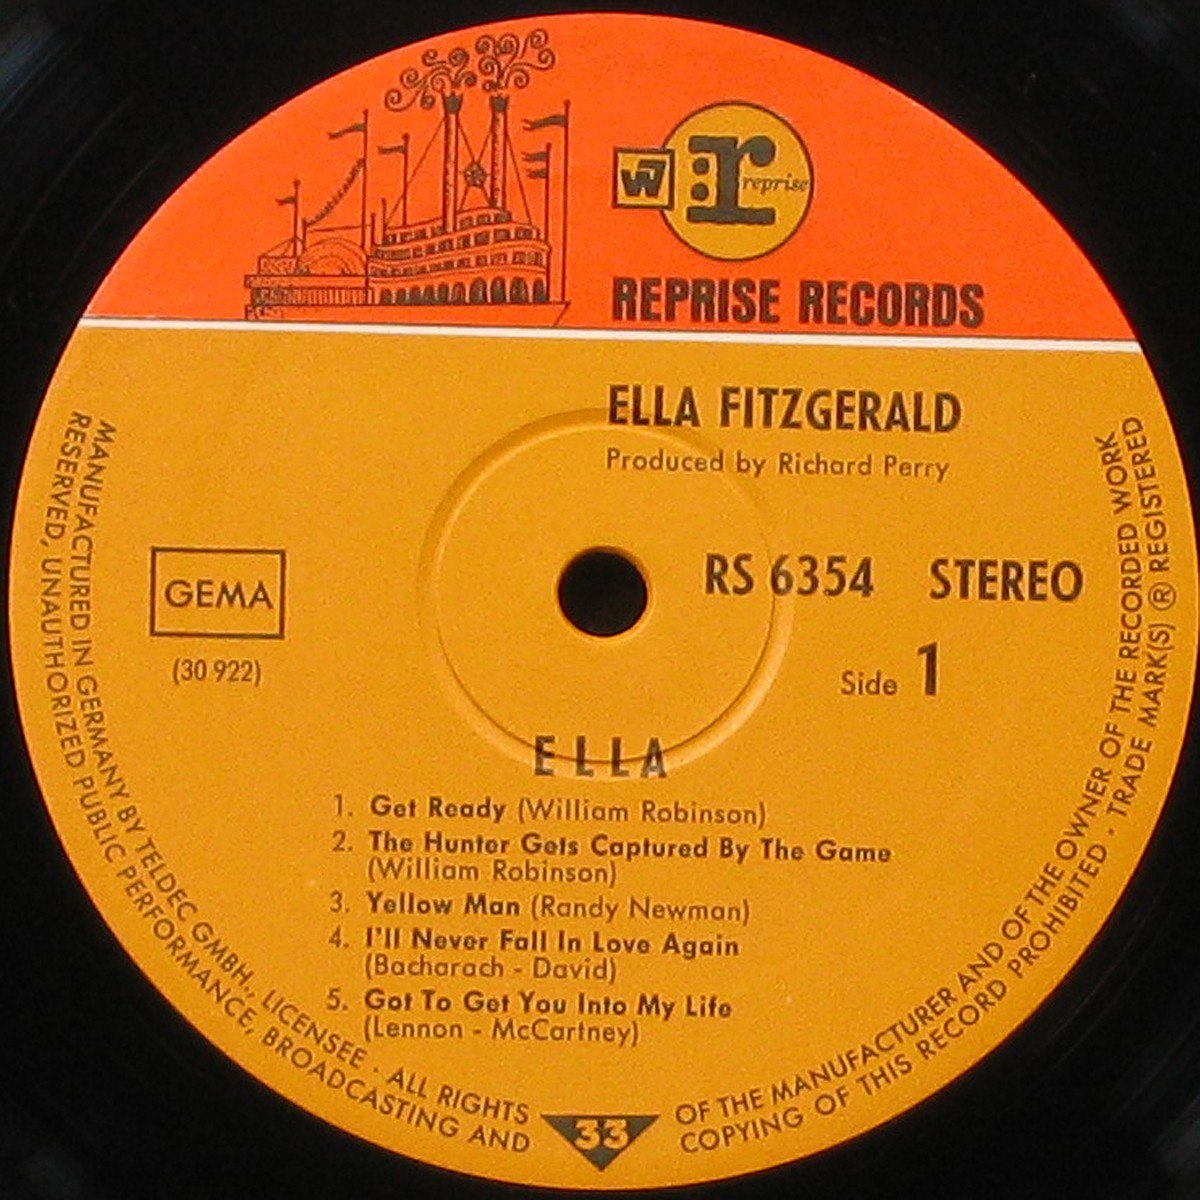 W7
r reprise
REPRISE RECORDS
ELLA FITZGERALD
Produced by Richard Perry
GEMA
(30 922)
RS 6354 STEREO
Side 1
ELLA
1. Get Ready (William Robinson)
2. The Hunter Gets Captured By The Game
(William Robinson)
3. Yellow Man (Randy Newman)
4. I'll Never Fall In Love Again
(Bacharach - David)
5. Got To Get You Into My Life
(Lennon - McCartney)
MANUFACTURED IN GERMANY BY TELDEC GMBH., LICENSEE · ALL RIGHTS
OF THE MANUFACTURER AND OF THE OWNER OF THE RECORDED WORK
RESERVED, UNAUTHORIZED PUBLIC PERFORMANCE, BROADCASTING AND
COPYING OF THIS RECORD PROHIBITED · TRADE MARK(S) ® REGISTERED
33